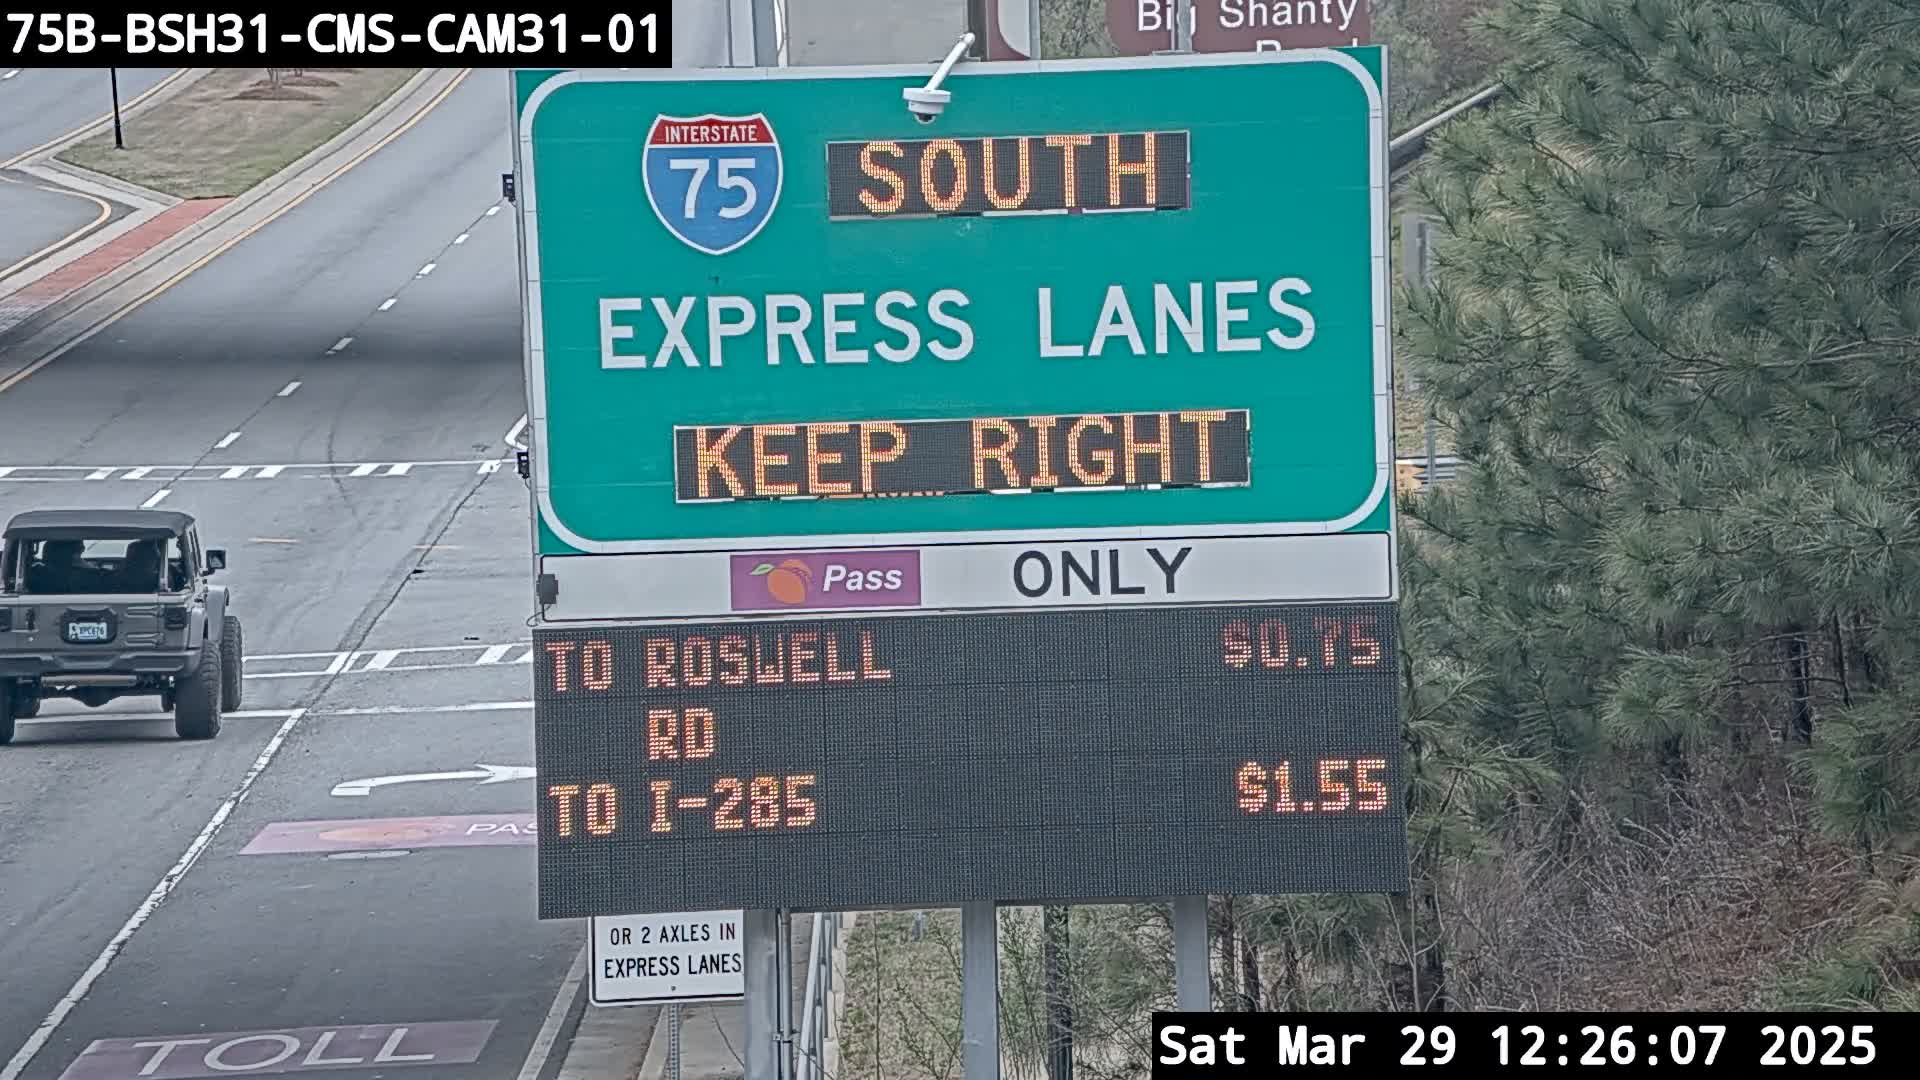 75B-BSH31-CMS-CAM31-01
Big Shanty
INTERSTATE
75
SOUTH
EXPRESS LANES
KEEP RIGHT
Pass ONLY
TO ROSWELL $0.75
RD
TO I-285 $1.55
OR 2 AXLES IN
EXPRESS LANES
TOLL
Sat Mar 29 12:26:07 2025